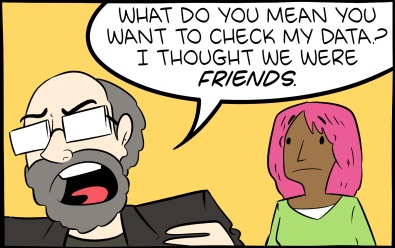 WHAT DO YOU MEAN YOU
WANT TO CHECK MY DATA?
I THOUGHT WE WERE
FRIENDS.